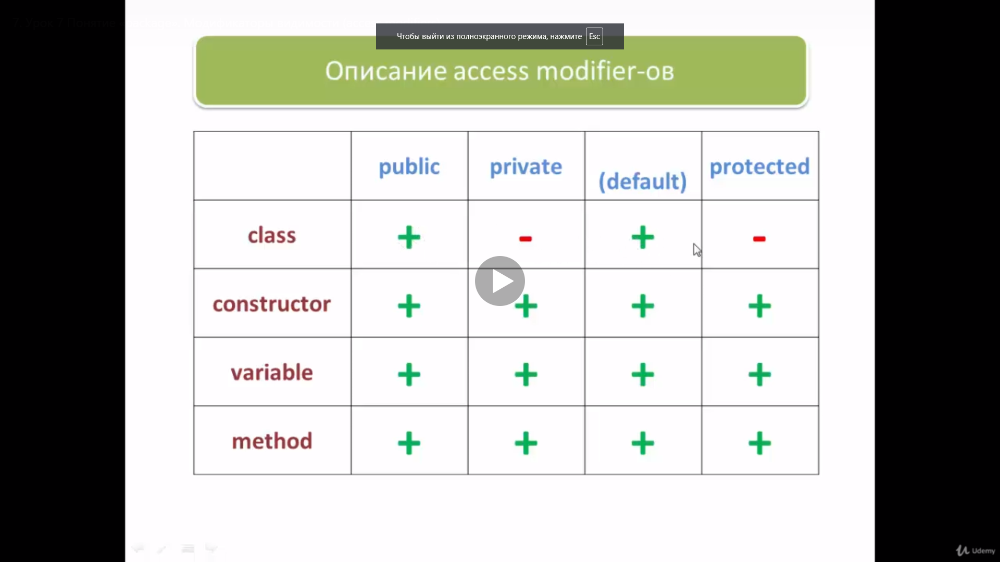 7. Урок 7 Понятие
Чтобы выйти из полноэкранного режима, нажмите Esc
Описание access modifier-ов
public private (default) protected
class + - + -
constructor + + + +
variable + + + +
method + + + +
Udemy